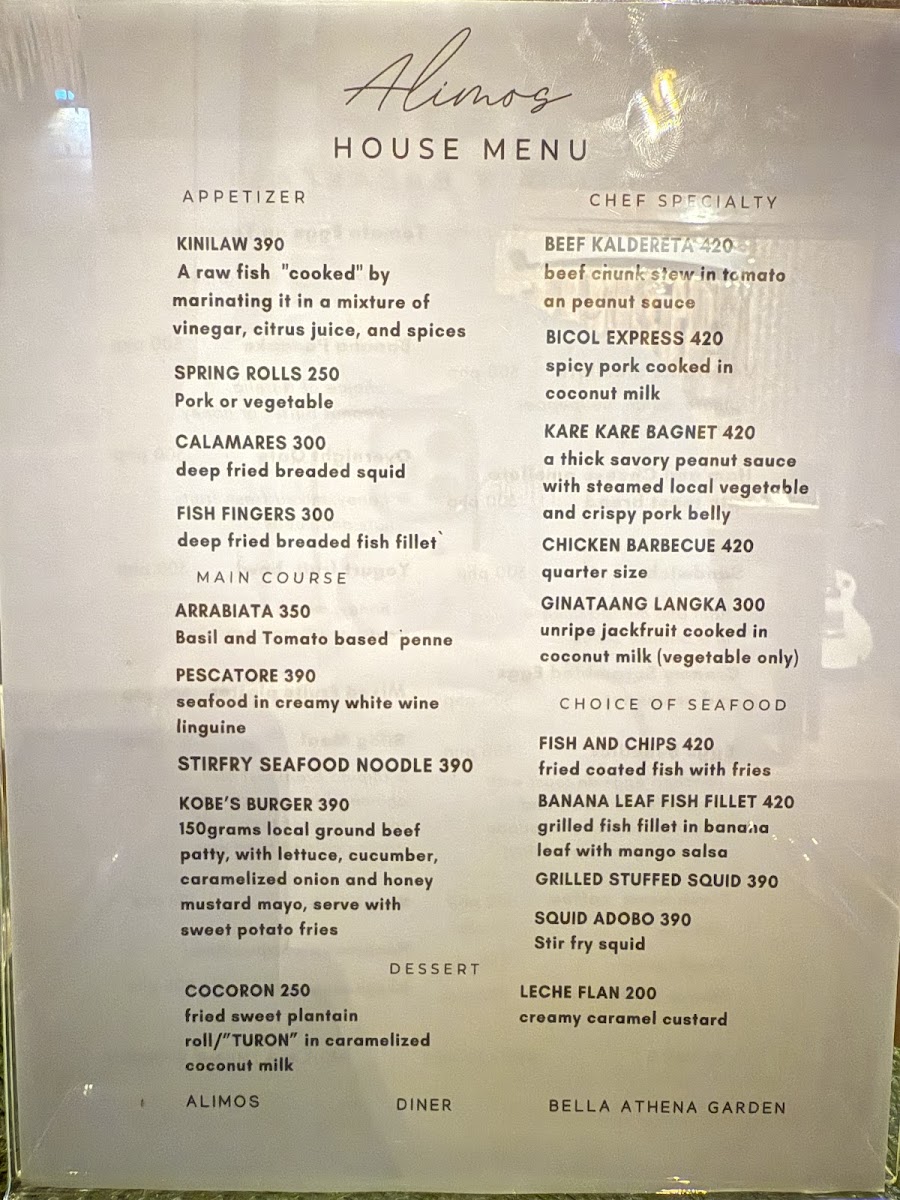 Alimos
HOUSE MENU
APPETIZER
KINILAW 390
A raw fish "cooked" by
marinating it in a mixture of
vinegar, citrus juice, and spices
SPRING ROLLS 250
Pork or vegetable
CALAMARES 300
deep fried breaded squid
FISH FINGERS 300
deep fried breaded fish fillet`
MAIN COURSE
ARRABIATA 350
Basil and Tomato based penne
PESCATORE 390
seafood in creamy white wine
linguine
STIRFRY SEAFOOD NOODLE 390
KOBE'S BURGER 390
150grams local ground beef
patty, with lettuce, cucumber,
caramelized onion and honey
mustard mayo, serve with
sweet potato fries
CHEF SPECIALTY
BEEF KALDERETA 420
beef chunk stew in tomato
an peanut sauce
BICOL EXPRESS 420
spicy pork cooked in
coconut milk
KARE KARE BAGNET 420
a thick savory peanut sauce
with steamed local vegetable
and crispy pork belly
CHICKEN BARBECUE 420
quarter size
GINATAANG LANGKA 300
unripe jackfruit cooked in
coconut milk (vegetable only)
CHOICE OF SEAFOOD
FISH AND CHIPS 420
fried coated fish with fries
BANANA LEAF FISH FILLET 420
grilled fish fillet in banana
leaf with mango salsa
GRILLED STUFFED SQUID 390
SQUID ADOBO 390
Stir fry squid
DESSERT
COCORON 250
fried sweet plantain
roll/"TURON" in caramelized
coconut milk
LECHE FLAN 200
creamy caramel custard
ALIMOS DINER BELLA ATHENA GARDEN